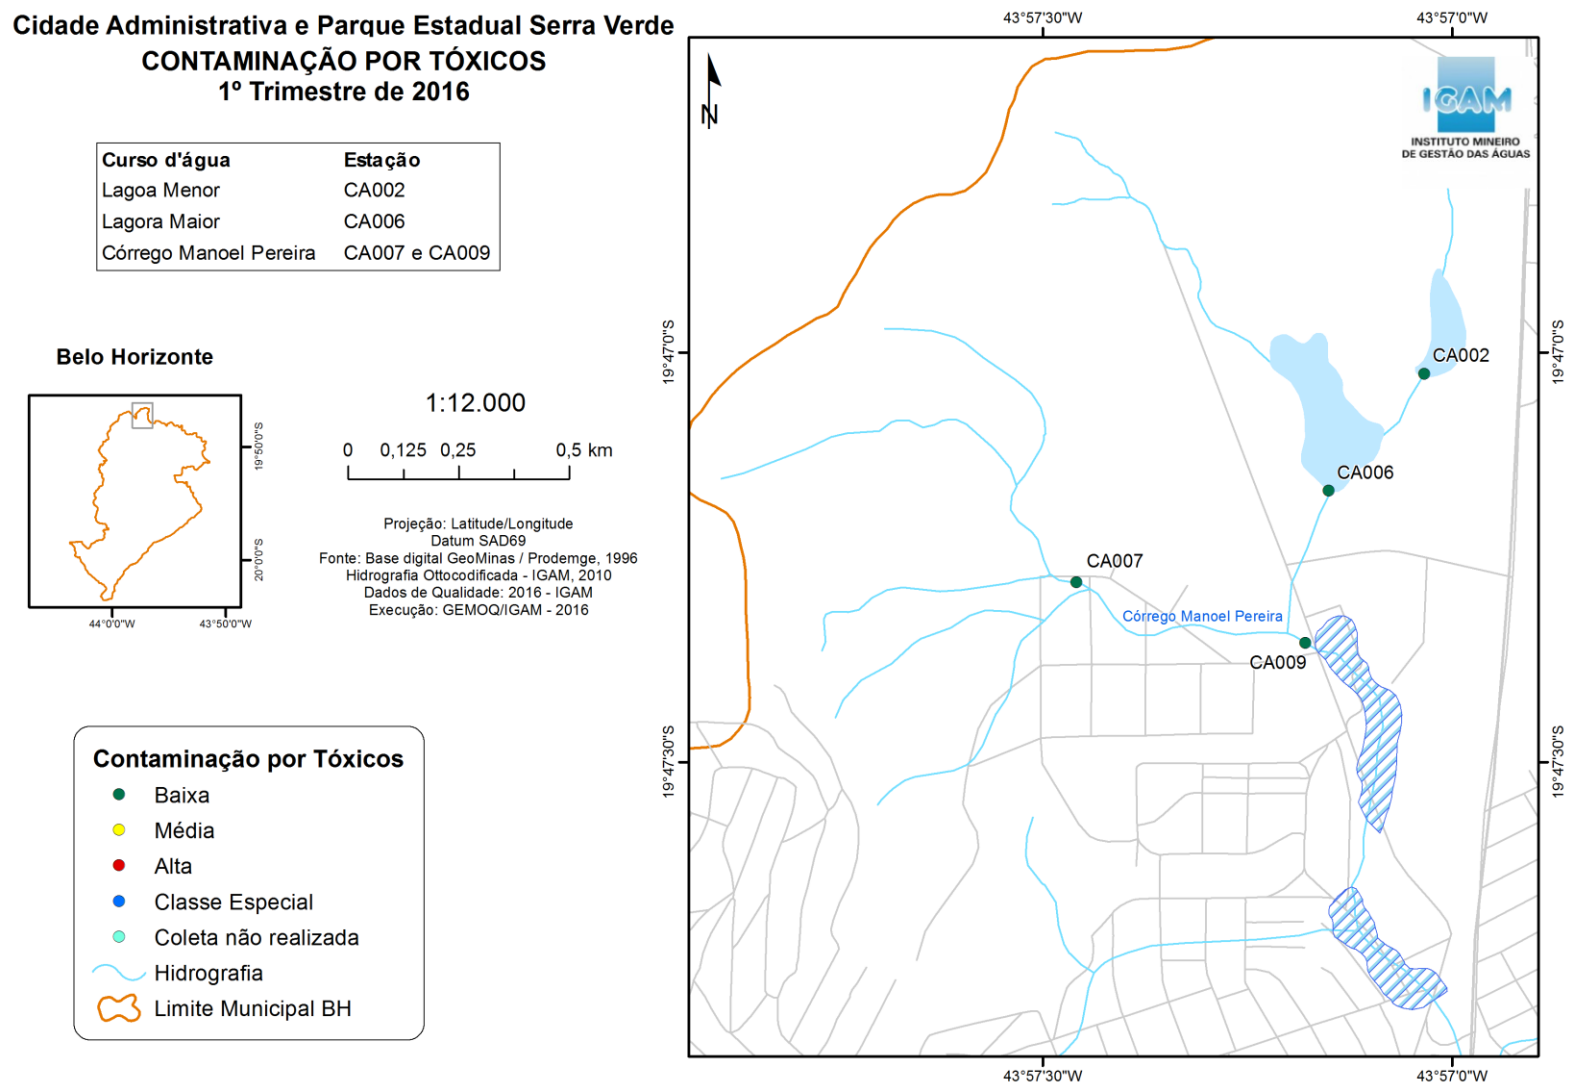 Cidade Administrativa e Parque Estadual Serra Verde
CONTAMINAÇÃO POR TÓXICOS
1º Trimestre de 2016
Curso d'água Estação
Lagoa Menor CA002
Lagora Maior CA006
Córrego Manoel Pereira CA007 e CA009
Belo Horizonte
19°50'0"S
20°0'0"S
44°0'0"W 43°50'0"W
1:12.000
0 0,125 0,25 0,5 km
Projeção: Latitude/Longitude
Datum SAD69
Fonte: Base digital GeoMinas / Prodemge, 1996
Hidrografia Ottocodificada - IGAM, 2010
Dados de Qualidade: 2016 - IGAM
Execução: GEMOQ/IGAM - 2016
Contaminação por Tóxicos
Baixa
Média
Alta
Classe Especial
Coleta não realizada
Hidrografia
Limite Municipal BH
43°57'30"W 43°57'0"W
N
IGAM
INSTITUTO MINEIRO
DE GESTÃO DAS ÁGUAS
19°47'0"S 19°47'0"S
CA002
CA006
CA007
Córrego Manoel Pereira
CA009
19°47'30"S 19°47'30"S
43°57'30"W 43°57'0"W